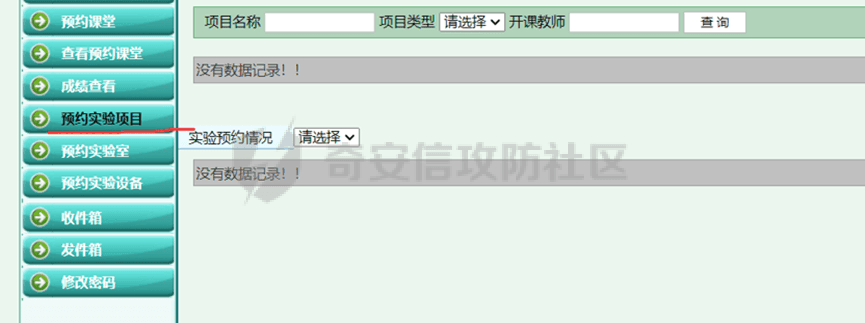 预约课堂
查看预约课堂
成绩查看
预约实验项目
预约实验室
预约实验设备
收件箱
发件箱
修改密码
项目名称 项目类型 请选择 开课教师 查 询
没有数据记录！！
实验预约情况 请选择
没有数据记录！！
奇安信攻防社区